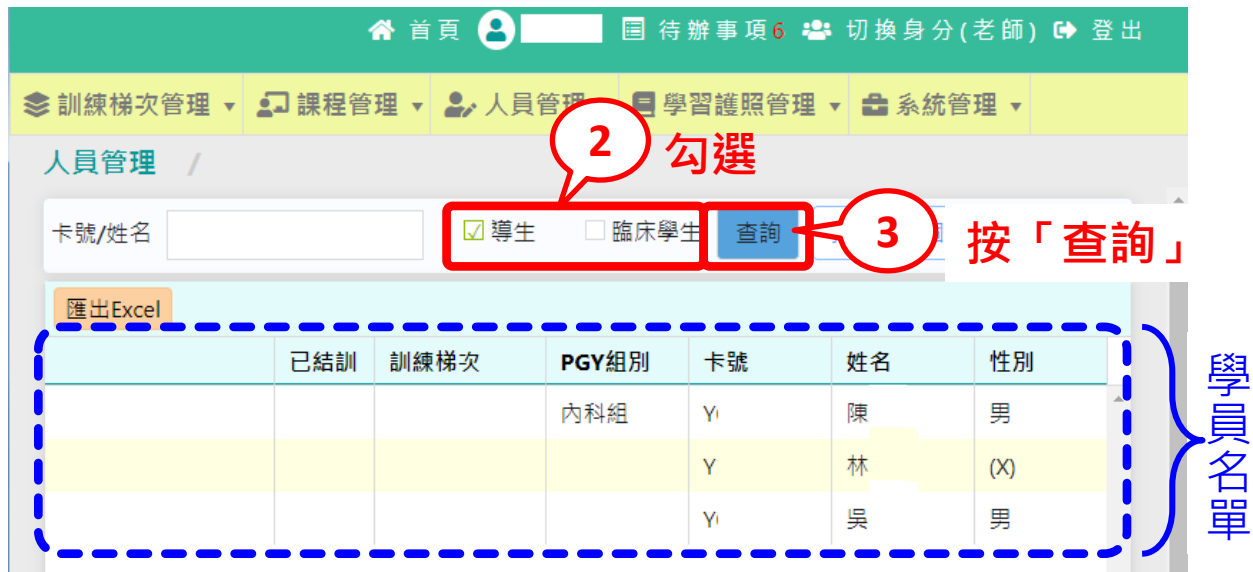 首頁 待辦事項6 切換身分(老師) 登出
訓練梯次管理 課程管理 人員管理 學習護照管理 系統管理
2 勾選
人員管理 /
卡號/姓名 導生 臨床學生 查詢 3 按「查詢」
匯出Excel
已結訓 訓練梯次 PGY組別 卡號 姓名 性別
內科組 Y 陳 男
Y 林 (X)
Y 吳 男
學員名單